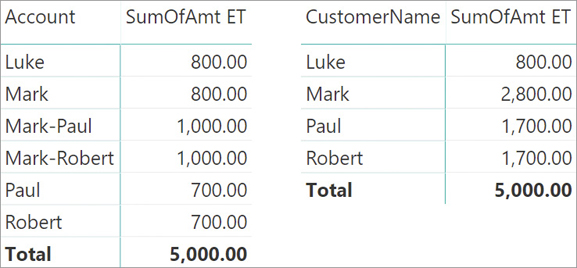 Account SumOfAmt ET
Luke 800.00
Mark 800.00
Mark-Paul 1,000.00
Mark-Robert 1,000.00
Paul 700.00
Robert 700.00
Total 5,000.00
CustomerName SumOfAmt ET
Luke 800.00
Mark 2,800.00
Paul 1,700.00
Robert 1,700.00
Total 5,000.00